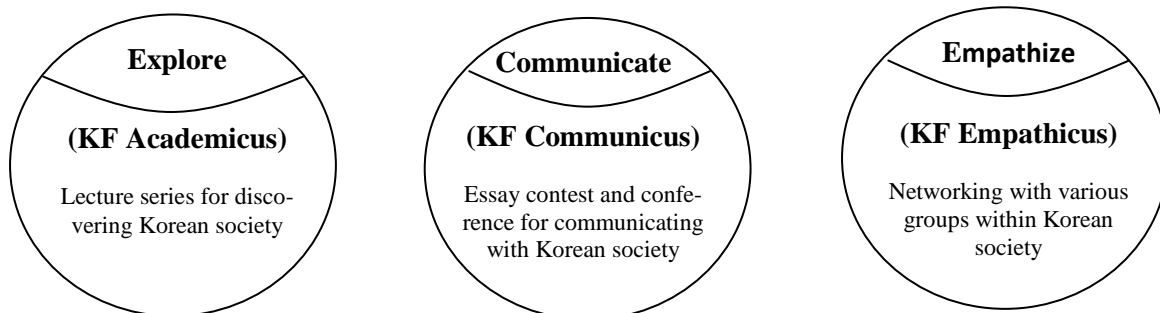 Explore
(KF Academicus)
Lecture series for disco-
vering Korean society
Communicate
(KF Communicus)
Essay contest and confe-
rence for communicating
with Korean society
Empathize
(KF Empathicus)
Networking with various
groups within Korean
society